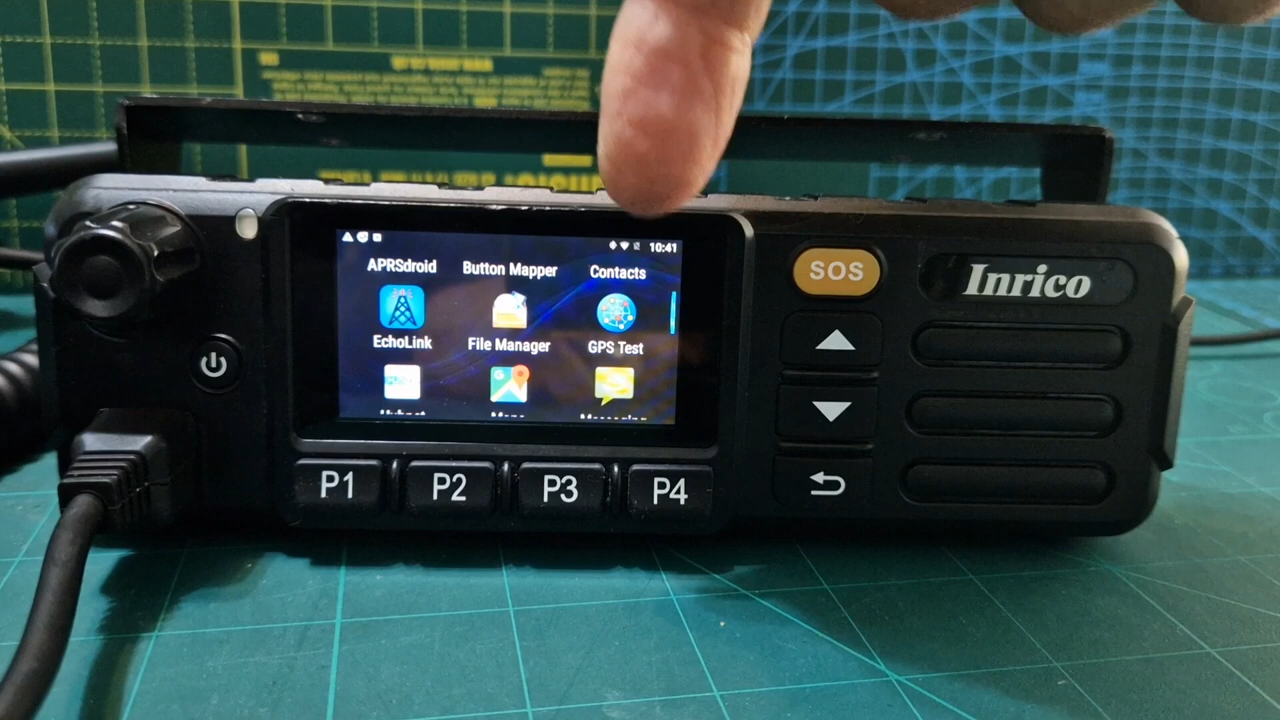 10:41
APRSdroid Button Mapper Contacts
EchoLink File Manager GPS Test
SOS
Inrico
P1 P2 P3 P4